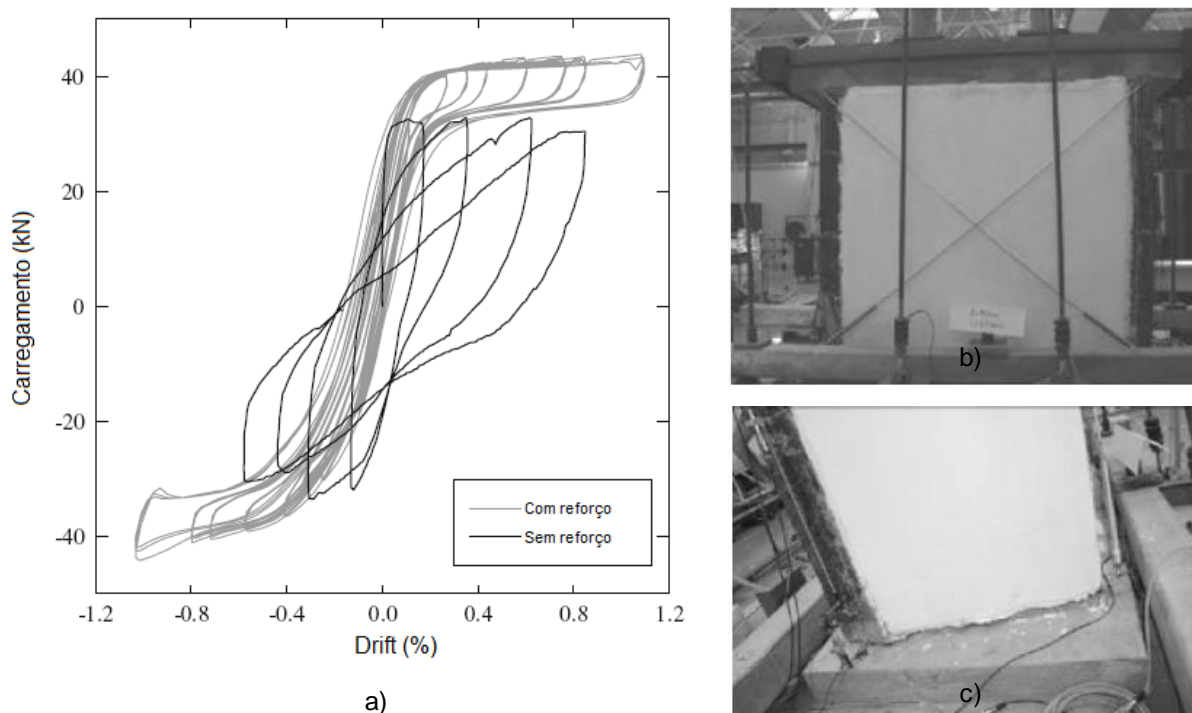 Carregamento (kN)
40
20
0
-20
-40
-1.2 -0.8 -0.4 0.0 0.4 0.8 1.2
Drift (%)
Com reforço
Sem reforço
a)
b)
c)